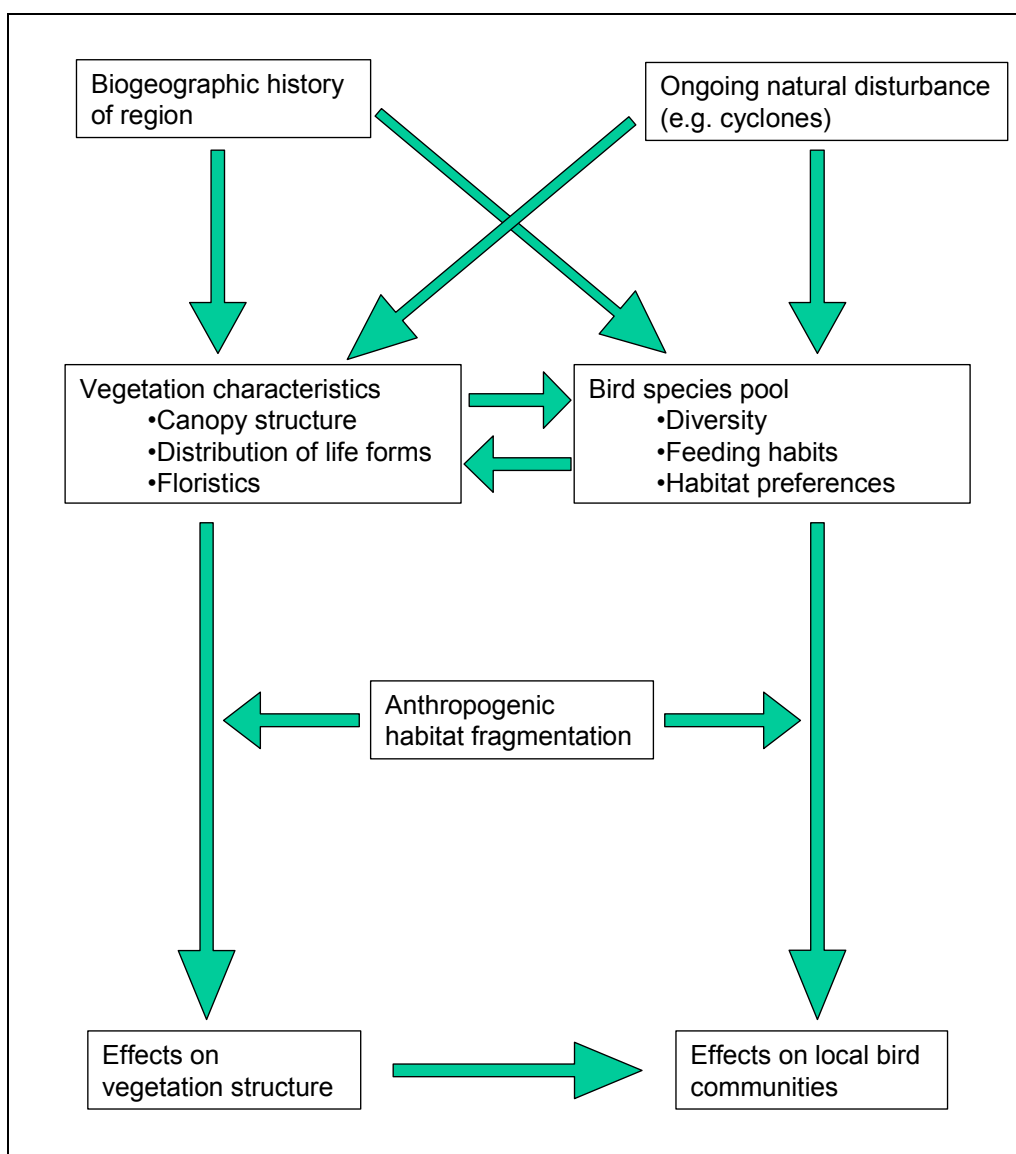 Biogeographic history
of region
Ongoing natural disturbance
(e.g. cyclones)
Vegetation characteristics
•Canopy structure
•Distribution of life forms
•Floristics
Bird species pool
•Diversity
•Feeding habits
•Habitat preferences
Anthropogenic
habitat fragmentation
Effects on
vegetation structure
Effects on local bird
communities